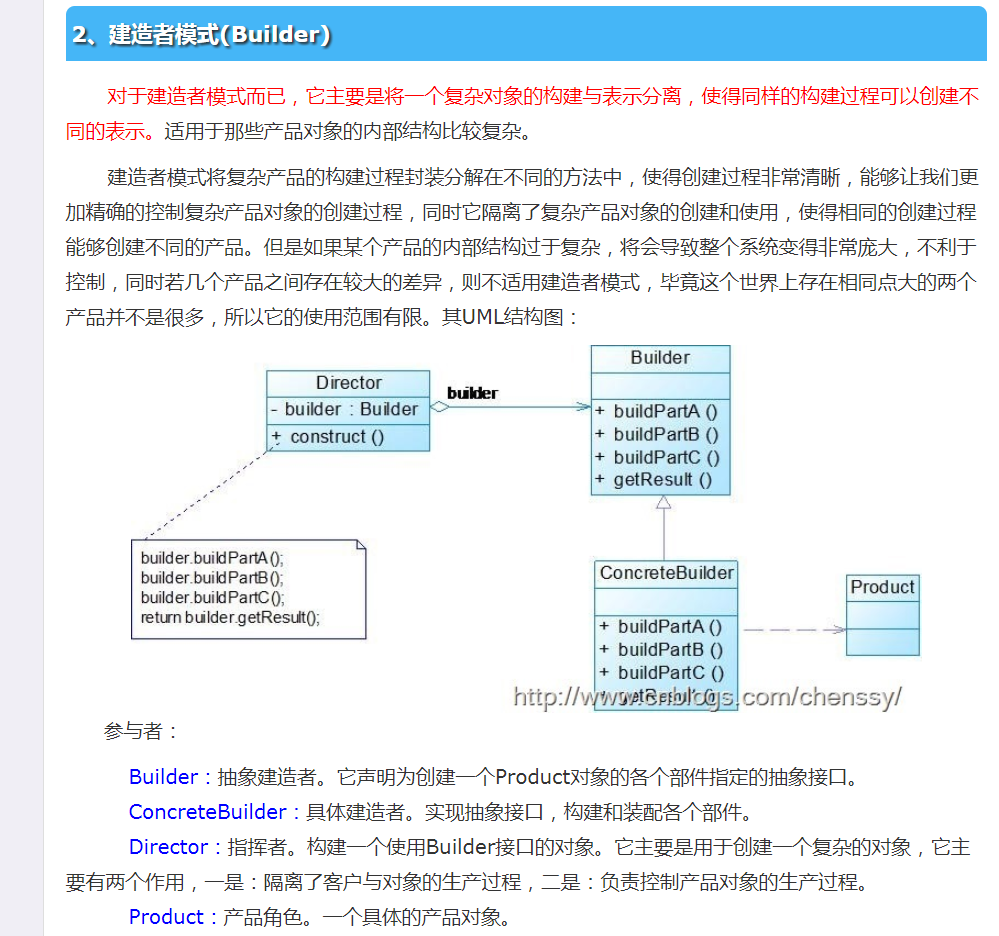 2、建造者模式(Builder)
对于建造者模式而已，它主要是将一个复杂对象的构建与表示分离，使得同样的构建过程可以创建不
同的表示。适用于那些产品对象的内部结构比较复杂。
建造者模式将复杂产品的构建过程封装分解在不同的方法中，使得创建过程非常清晰，能够让我们更
加精确的控制复杂产品对象的创建过程，同时它隔离了复杂产品对象的创建和使用，使得相同的创建过程
能够创建不同的产品。但是如果某个产品的内部结构过于复杂，将会导致整个系统变得非常庞大，不利于
控制，同时若几个产品之间存在较大的差异，则不适用建造者模式，毕竟这个世界上存在相同点大的两个
产品并不是很多，所以它的使用范围有限。其UML结构图：
Director
- builder : Builder
+ construct ()
builder
Builder
+ buildPartA ()
+ buildPartB ()
+ buildPartC ()
+ getResult ()
builder.buildPartA();
builder.buildPartB();
builder.buildPartC();
return builder.getResult();
ConcreteBuilder
+ buildPartA ()
+ buildPartB ()
+ buildPartC ()
+ getResult ()
Product
http://www.cnblogs.com/chenssy/
参与者：
Builder：抽象建造者。它声明为创建一个Product对象的各个部件指定的抽象接口。
ConcreteBuilder：具体建造者。实现抽象接口，构建和装配各个部件。
Director：指挥者。构建一个使用Builder接口的对象。它主要是用于创建一个复杂的对象，它主
要有两个作用，一是：隔离了客户与对象的生产过程，二是：负责控制产品对象的生产过程。
Product：产品角色。一个具体的产品对象。